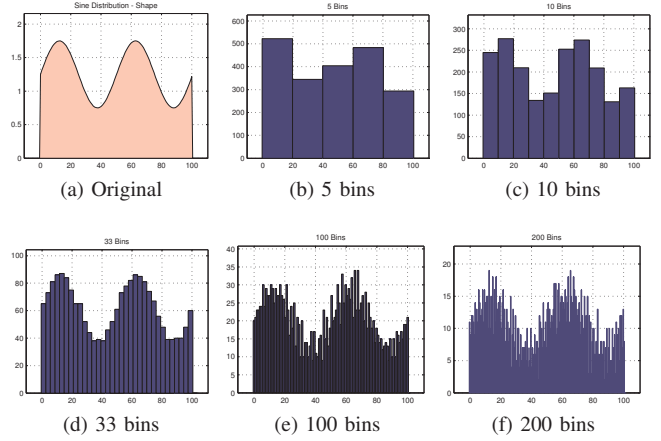 Sine Distribution - Shape
2
1.5
1
0.5
0
0 20 40 60 80 100
(a) Original
5 Bins
600
500
400
300
200
100
0
0 20 40 60 80 100
(b) 5 bins
10 Bins
300
250
200
150
100
50
0
0 20 40 60 80 100
(c) 10 bins
33 Bins
100
80
60
40
20
0
0 20 40 60 80 100
(d) 33 bins
100 Bins
40
35
30
25
20
15
10
5
0
0 20 40 60 80 100
(e) 100 bins
200 Bins
20
15
10
5
0
0 20 40 60 80 100
(f) 200 bins